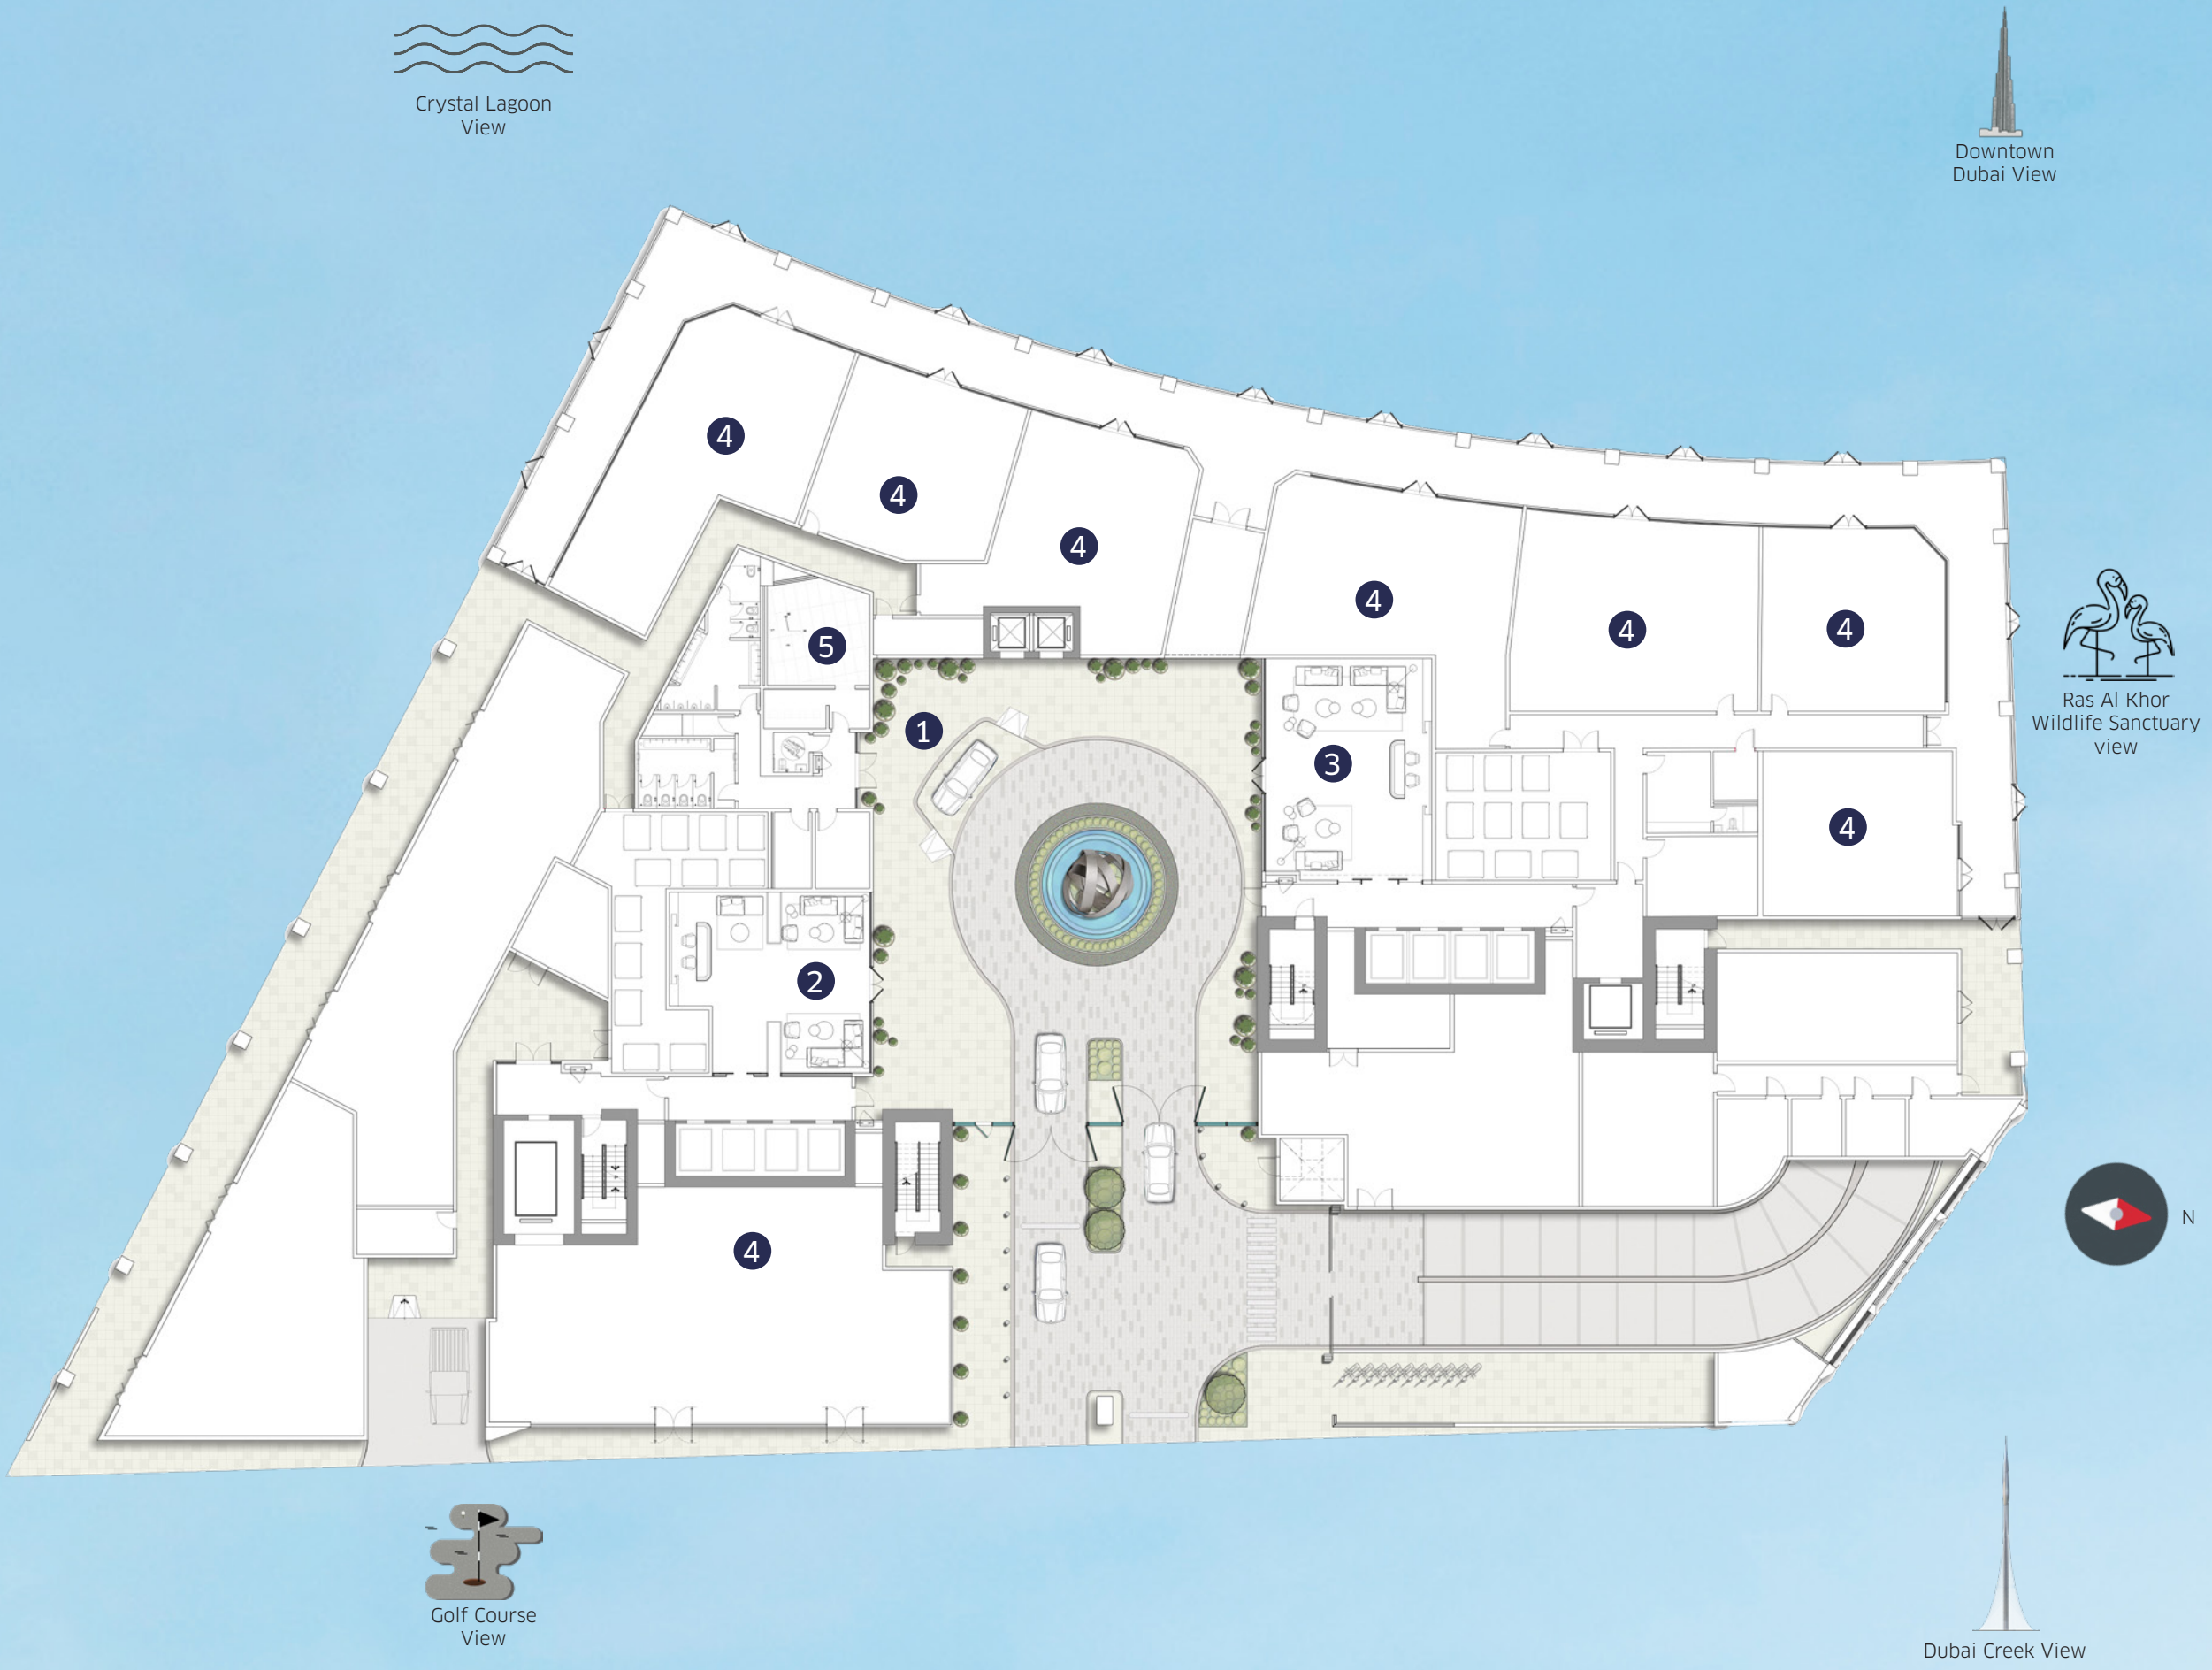 Crystal Lagoon
View
Downtown
Dubai View
4
4
4
4
4
4
5
Ras Al Khor
Wildlife Sanctuary
view
1
3
4
2
N
4
Golf Course
View
Dubai Creek View